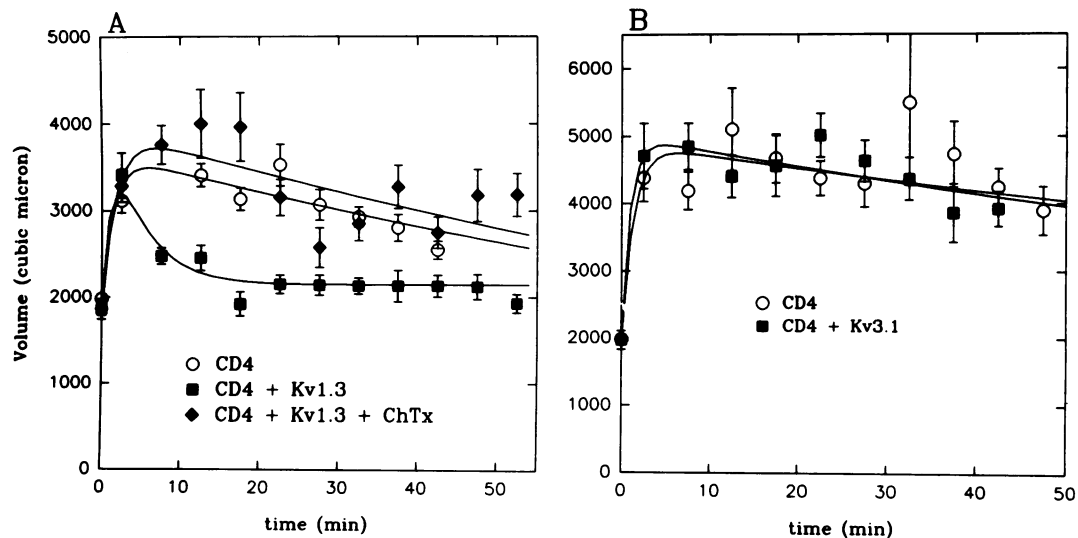 A
B
Volume (cubic micron)
5000
4000
3000
2000
1000
0
CD4
CD4 + Kv1.3
CD4 + Kv1.3 + ChTx
0 10 20 30 40 50
time (min)
6000
5000
4000
3000
2000
1000
0
CD4
CD4 + Kv3.1
0 10 20 30 40 50
time (min)